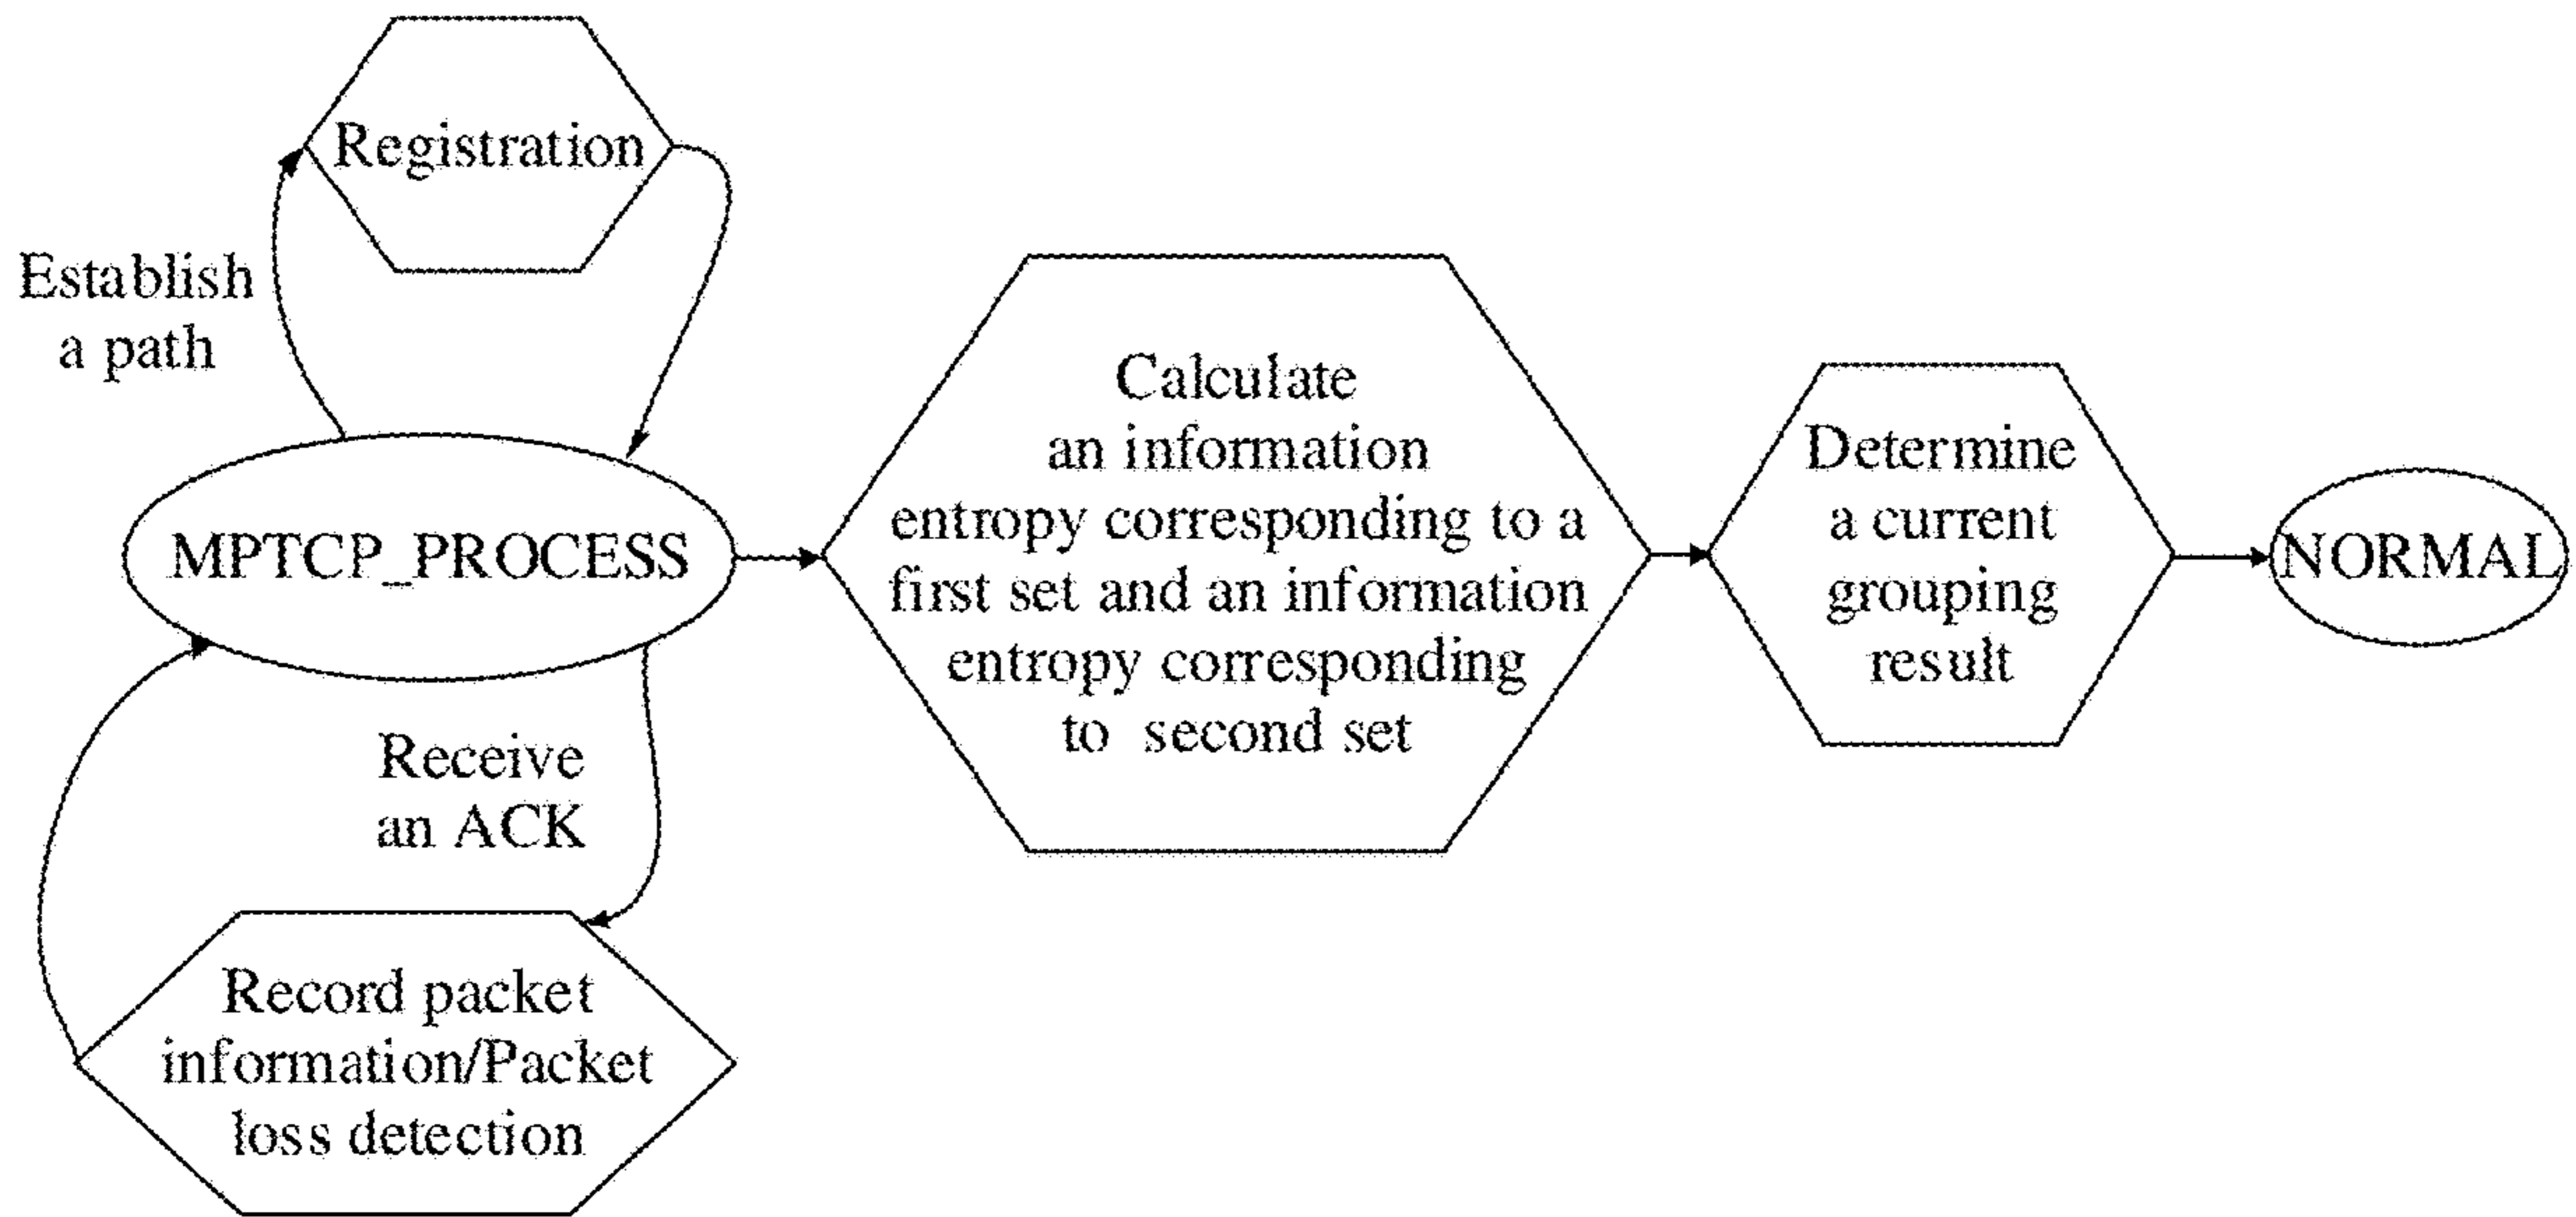 Registration
Establish
a path
MPTCP_PROCESS
Receive
an ACK
Record packet
information/Packet
loss detection
Calculate
an information
entropy corresponding to a
first set and an information
entropy corresponding
to second set
Determine
a current
grouping
result
NORMAL